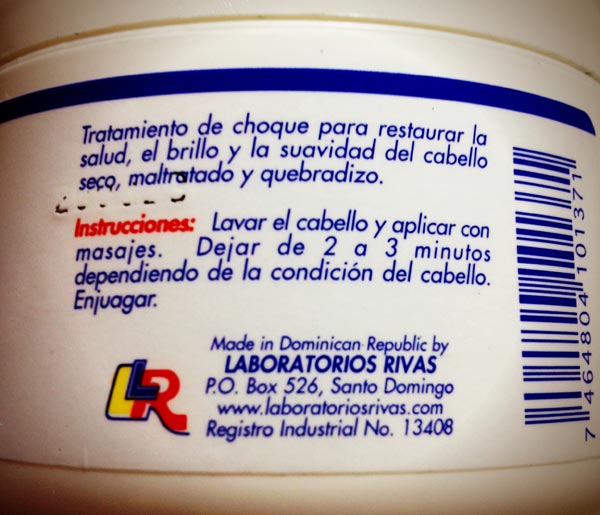 Tratamiento de choque para restaurar la
salud, el brillo y la suavidad del cabello
seco, maltratado y quebradizo.
Instrucciones: Lavar el cabello y aplicar con
masajes. Dejar de 2 a 3 minutos
dependiendo de la condición del cabello.
Enjuagar.
Made in Dominican Republic by
LABORATORIOS RIVAS
P.O. Box 526, Santo Domingo
www.laboratoriosrivas.com
Registro Industrial No. 13408
LR
7 464804 101371